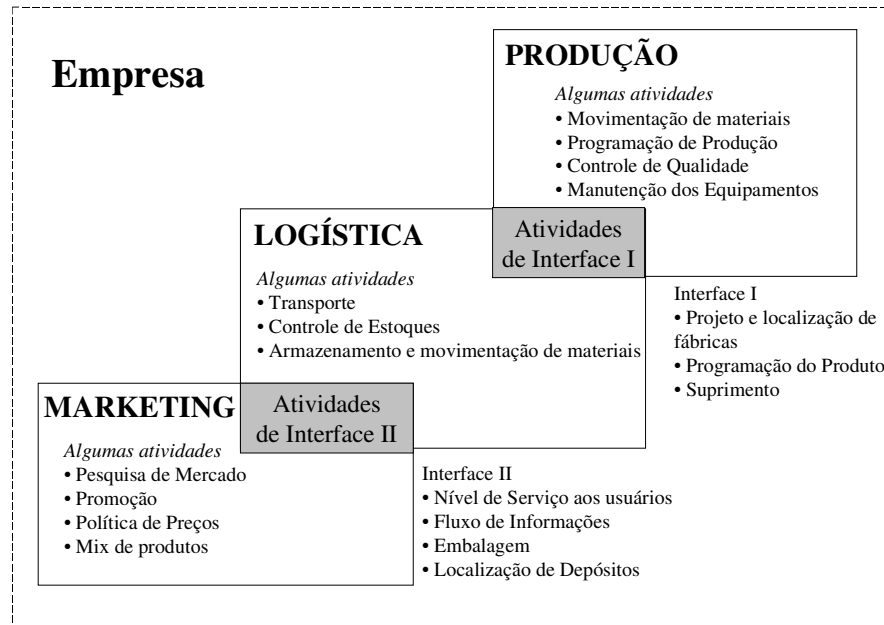 Empresa
PRODUÇÃO
Algumas atividades
• Movimentação de materiais
• Programação de Produção
• Controle de Qualidade
• Manutenção dos Equipamentos
LOGÍSTICA
Atividades
de Interface I
Algumas atividades
• Transporte
• Controle de Estoques
• Armazenamento e movimentação de materiais
Interface I
• Projeto e localização de
fábricas
• Programação do Produto
• Suprimento
MARKETING
Atividades
de Interface II
Algumas atividades
• Pesquisa de Mercado
• Promoção
• Política de Preços
• Mix de produtos
Interface II
• Nível de Serviço aos usuários
• Fluxo de Informações
• Embalagem
• Localização de Depósitos